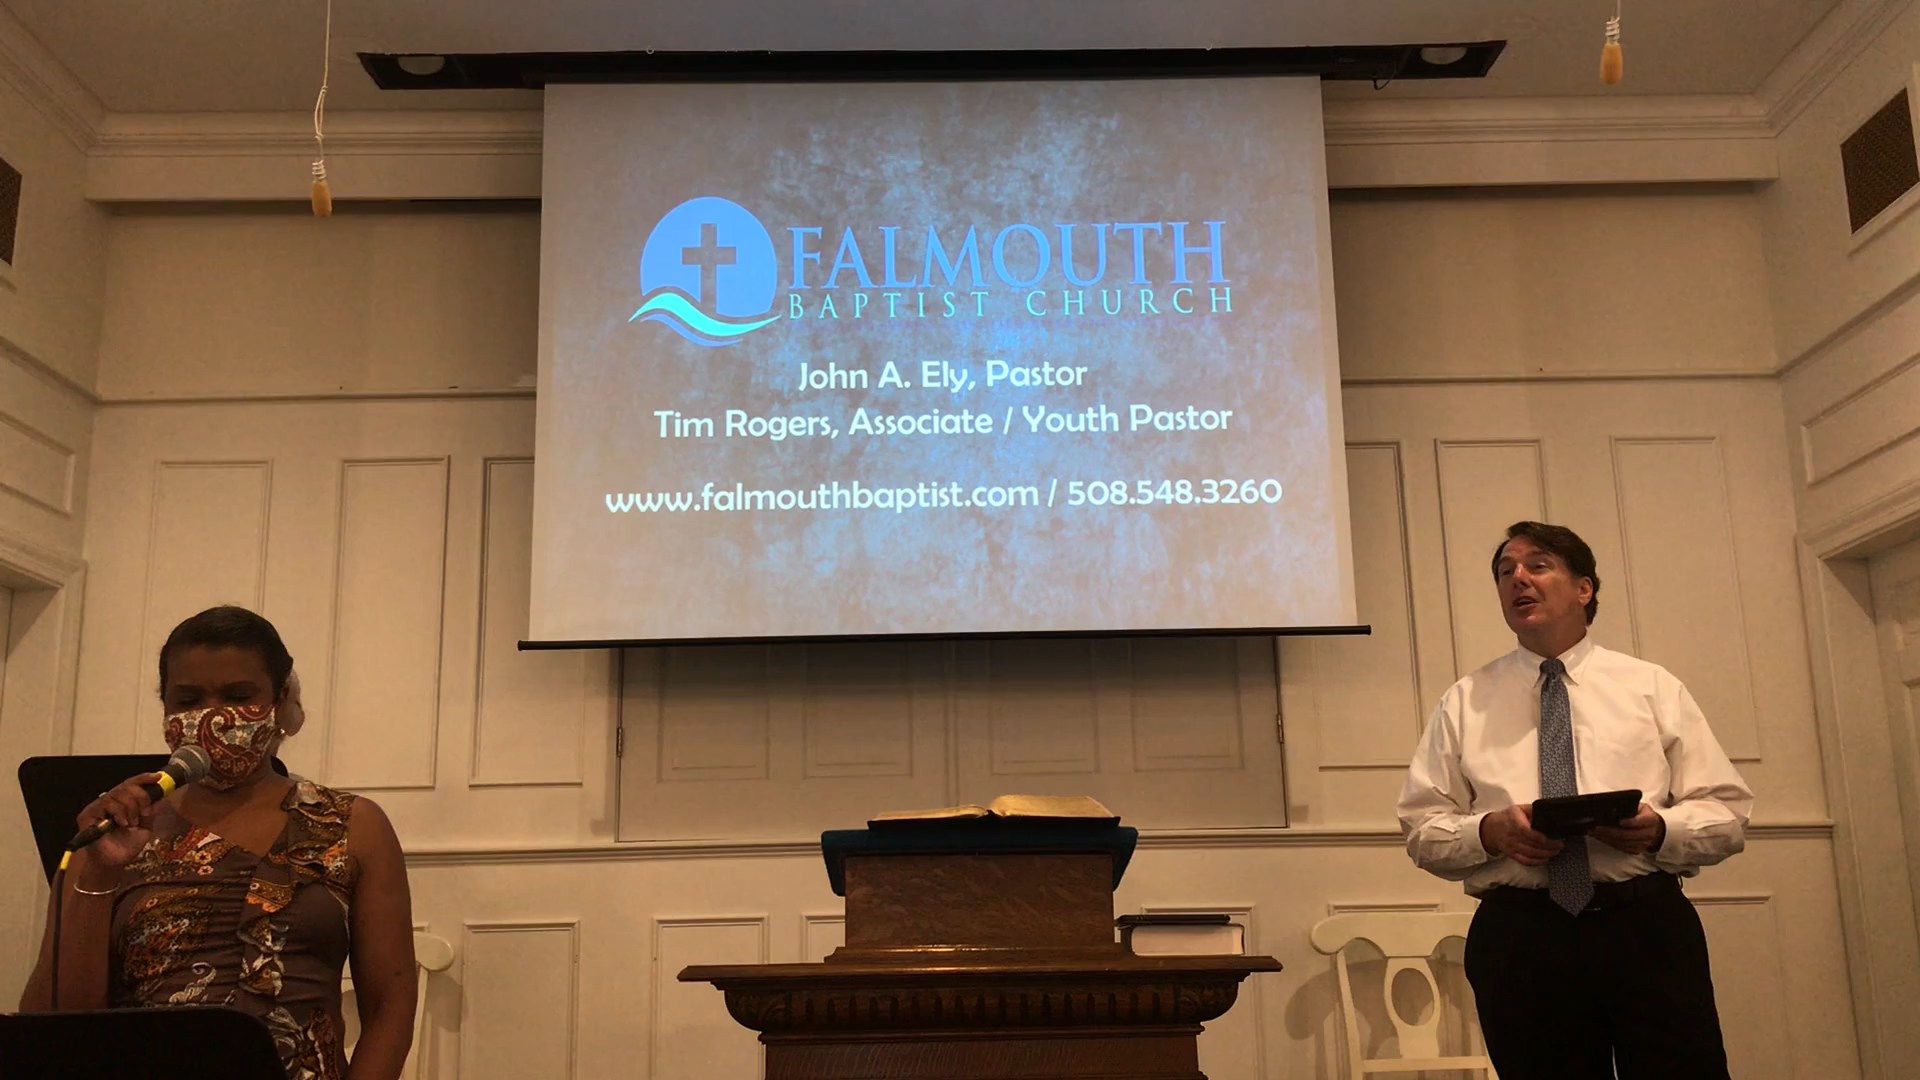 FALMOUTH
BAPTIST CHURCH
John A. Ely, Pastor
Tim Rogers, Associate / Youth Pastor
www.falmouthbaptist.com / 508.548.3260